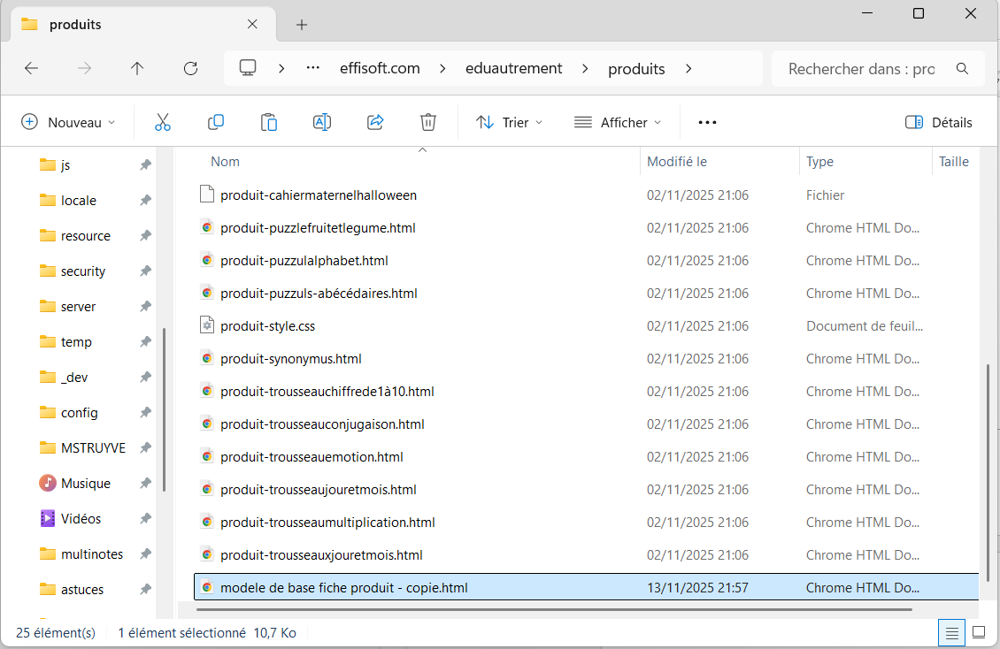 produits
effisoft.com eduautrement produits Rechercher dans : pro
Nouveau Trier Afficher Détails
Nom Modifié le Type Taille
js
locale
resource
security
server
temp
_dev
config
MSTRUYVE
Musique
Vidéos
multinotes
astuces
produit-cahiermaternelhalloween 02/11/2025 21:06 Fichier
produit-puzzlefruitetlegume.html 02/11/2025 21:06 Chrome HTML Do...
produit-puzzulalphabet.html 02/11/2025 21:06 Chrome HTML Do...
produit-puzzuls-abécédaires.html 02/11/2025 21:06 Chrome HTML Do...
produit-style.css 02/11/2025 21:06 Document de feuil...
produit-synonymus.html 02/11/2025 21:06 Chrome HTML Do...
produit-trousseauchiffrede1à10.html 02/11/2025 21:06 Chrome HTML Do...
produit-trousseauconjugaison.html 02/11/2025 21:06 Chrome HTML Do...
produit-trousseauemotion.html 02/11/2025 21:06 Chrome HTML Do...
produit-trousseaujouretmois.html 02/11/2025 21:06 Chrome HTML Do...
produit-trousseaumultiplication.html 02/11/2025 21:06 Chrome HTML Do...
produit-trousseauxjouretmois.html 02/11/2025 21:06 Chrome HTML Do...
modele de base fiche produit - copie.html 13/11/2025 21:57 Chrome HTML Do...
25 élément(s) 1 élément sélectionné 10,7 Ko